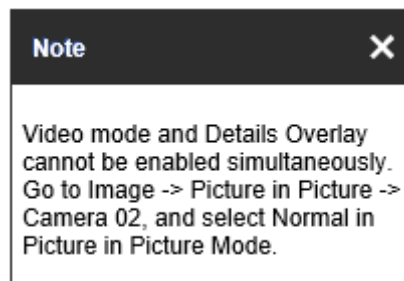 Note
Video mode and Details Overlay
cannot be enabled simultaneously.
Go to Image -> Picture in Picture ->
Camera 02, and select Normal in
Picture in Picture Mode.